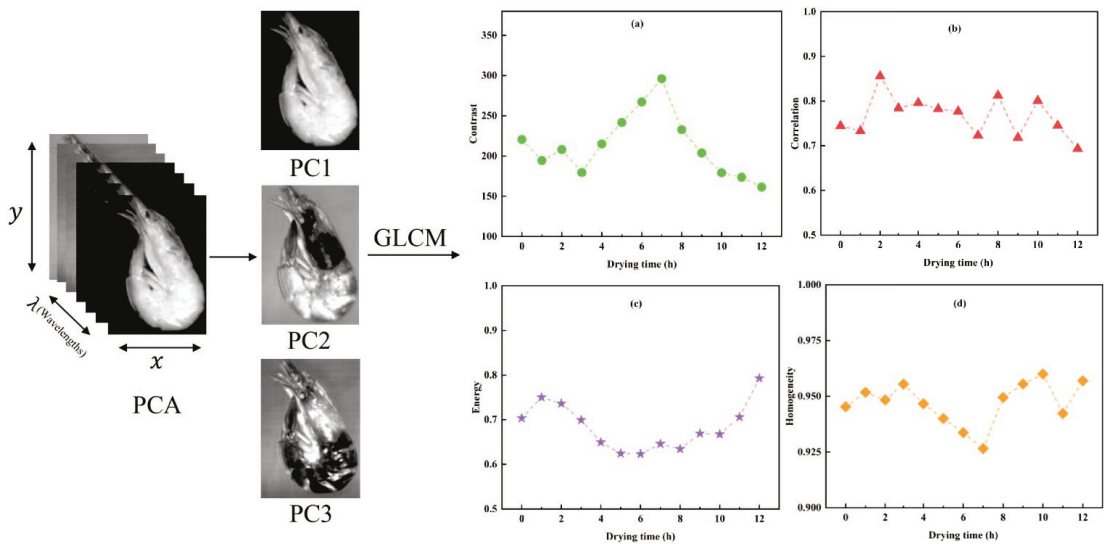 y
λ(Wavelengths)
x
PCA
PC1
PC2
PC3
GLCM
(a)
Contrast
350
300
250
200
150
100
0 2 4 6 8 10 12
Drying time (h)
(b)
Correlation
1.0
0.9
0.8
0.7
0.6
0.5
0 2 4 6 8 10 12
Drying time (h)
(c)
Energy
1.0
0.9
0.8
0.7
0.6
0.5
0 2 4 6 8 10 12
Drying time (h)
(d)
Homogeneity
1.000
0.975
0.950
0.925
0.900
0 2 4 6 8 10 12
Drying time (h)